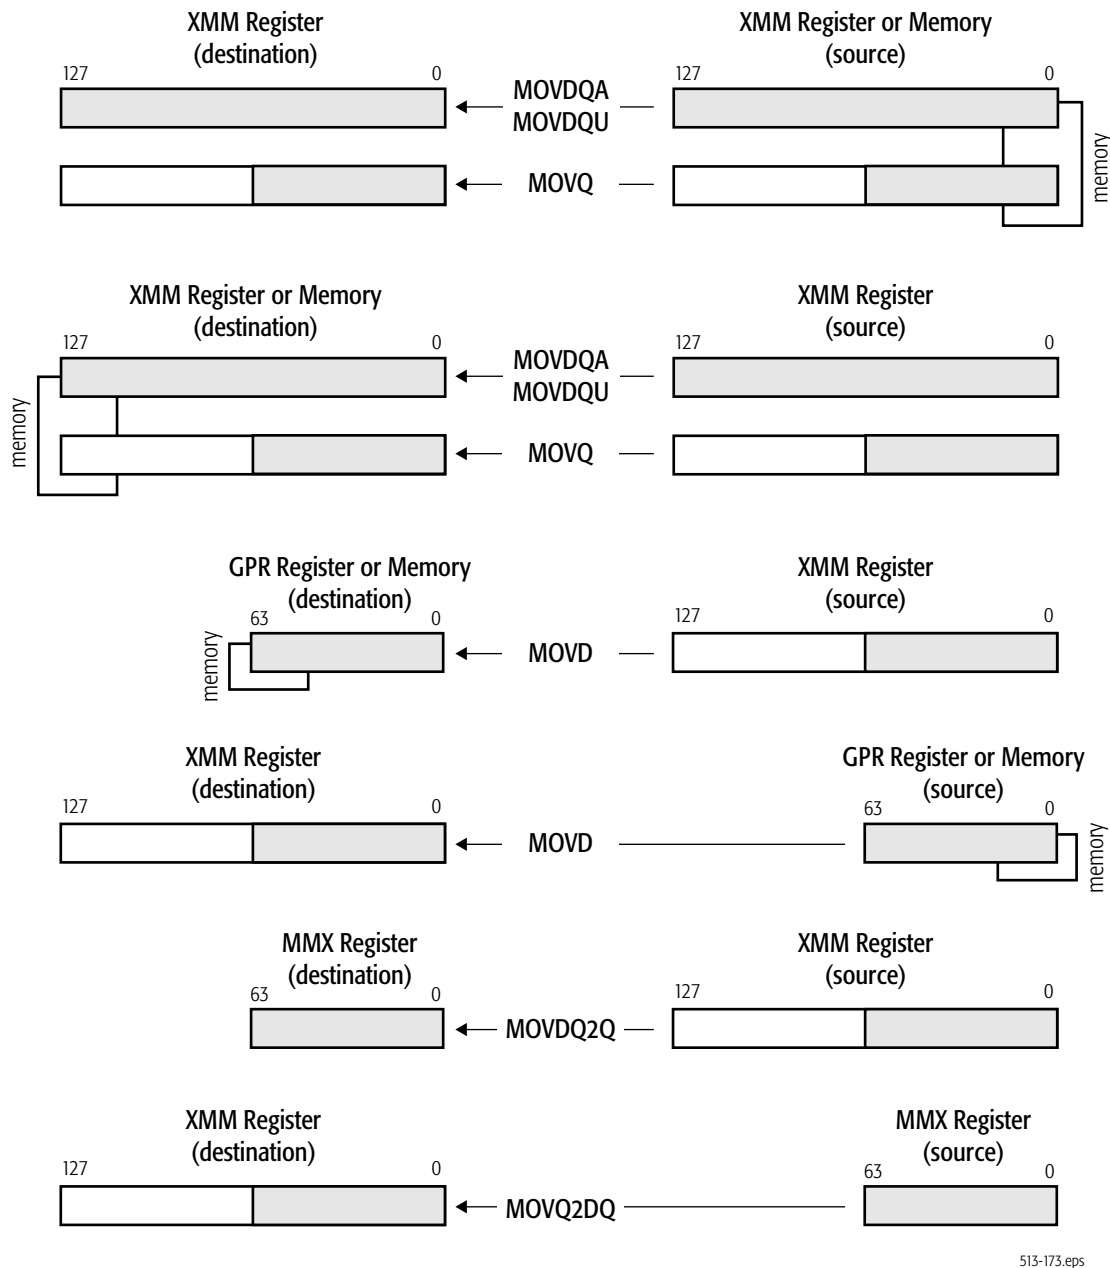 XMM Register
(destination)
XMM Register or Memory
(source)
127 0
127 0
MOVDQA
MOVDQU
MOVQ
memory
XMM Register or Memory
(destination)
XMM Register
(source)
127 0
127 0
MOVDQA
MOVDQU
MOVQ
memory
GPR Register or Memory
(destination)
XMM Register
(source)
63 0
127 0
MOVD
memory
XMM Register
(destination)
GPR Register or Memory
(source)
127 0
63 0
MOVD
memory
MMX Register
(destination)
XMM Register
(source)
63 0
127 0
MOVDQ2Q
XMM Register
(destination)
MMX Register
(source)
127 0
63 0
MOVQ2DQ
513-173.eps